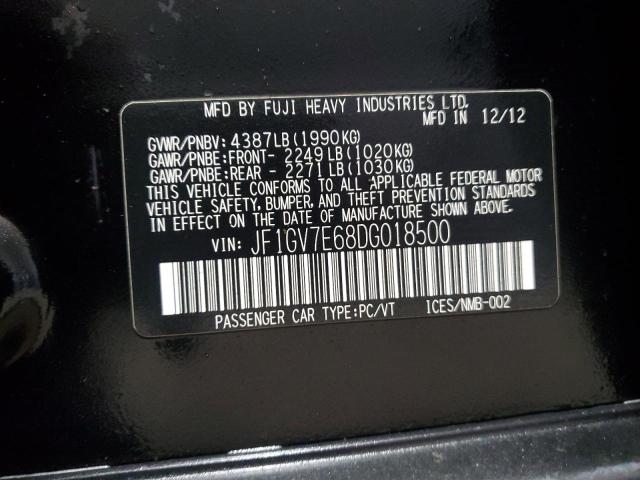 MFD BY FUJI HEAVY INDUSTRIES LTD.
MFD IN 12/12
GVWR/PNBV: 4387LB(1990KG)
GAWR/PNBE:FRONT- 2249LB(1020KG)
GAWR/PNBE:REAR - 2271LB(1030KG)
THIS VEHICLE CONFORMS TO ALL APPLICABLE FEDERAL MOTOR
VEHICLE SAFETY, BUMPER, AND THEFT PREVENTION STANDARDS
IN EFFECT ON THE DATE OF MANUFACTURE SHOWN ABOVE.
VIN: JF1GV7E68DG018500
PASSENGER CAR TYPE:PC/VT ICES/NMB-002